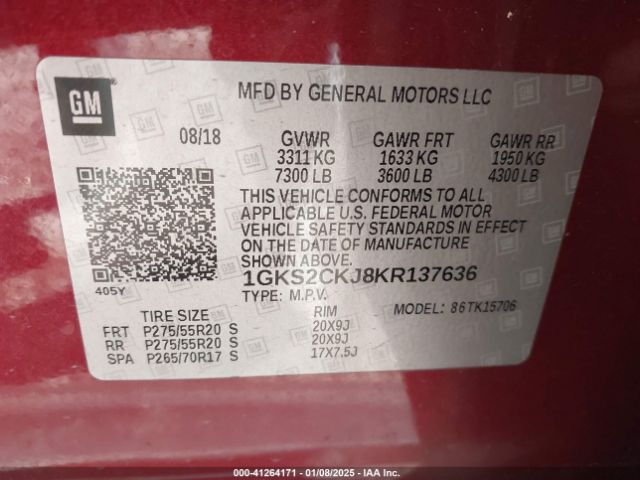 GM
MFD BY GENERAL MOTORS LLC
08/18 GVWR GAWR FRT GAWR RR
3311 KG 1633 KG 1950 KG
7300 LB 3600 LB 4300 LB
THIS VEHICLE CONFORMS TO ALL
APPLICABLE U.S. FEDERAL MOTOR
VEHICLE SAFETY STANDARDS IN EFFECT
ON THE DATE OF MANUFACTURE
SHOWN ABOVE.
1GKS2CKJ8KR137636
405Y
TYPE: M.P.V. MODEL: 86TK15706
TIRE SIZE RIM
FRT P275/55R20 S 20X9J
RR P275/55R20 S 20X9J
SPA P265/70R17 S 17X7.5J
000-41264171 | 01/08/2025 | IAA Inc.